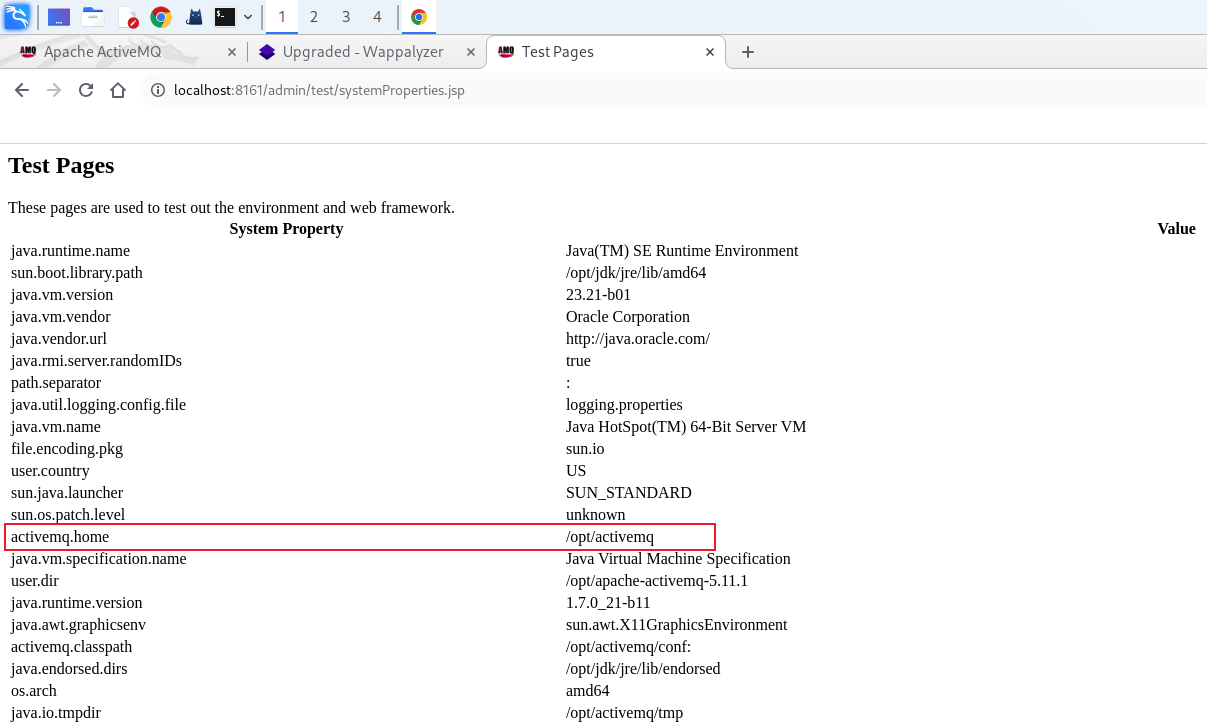 1 2 3 4
Apache ActiveMQ Upgraded - Wappalyzer Test Pages
localhost:8161/admin/test/systemProperties.jsp
Test Pages
These pages are used to test out the environment and web framework.
System Property Value
java.runtime.name Java(TM) SE Runtime Environment
sun.boot.library.path /opt/jdk/jre/lib/amd64
java.vm.version 23.21-b01
java.vm.vendor Oracle Corporation
java.vendor.url http://java.oracle.com/
java.rmi.server.randomIDs true
path.separator :
java.util.logging.config.file logging.properties
java.vm.name Java HotSpot(TM) 64-Bit Server VM
file.encoding.pkg sun.io
user.country US
sun.java.launcher SUN_STANDARD
sun.os.patch.level unknown
activemq.home /opt/activemq
java.vm.specification.name Java Virtual Machine Specification
user.dir /opt/apache-activemq-5.11.1
java.runtime.version 1.7.0_21-b11
java.awt.graphicsenv sun.awt.X11GraphicsEnvironment
activemq.classpath /opt/activemq/conf:
java.endorsed.dirs /opt/jdk/jre/lib/endorsed
os.arch amd64
java.io.tmpdir /opt/activemq/tmp